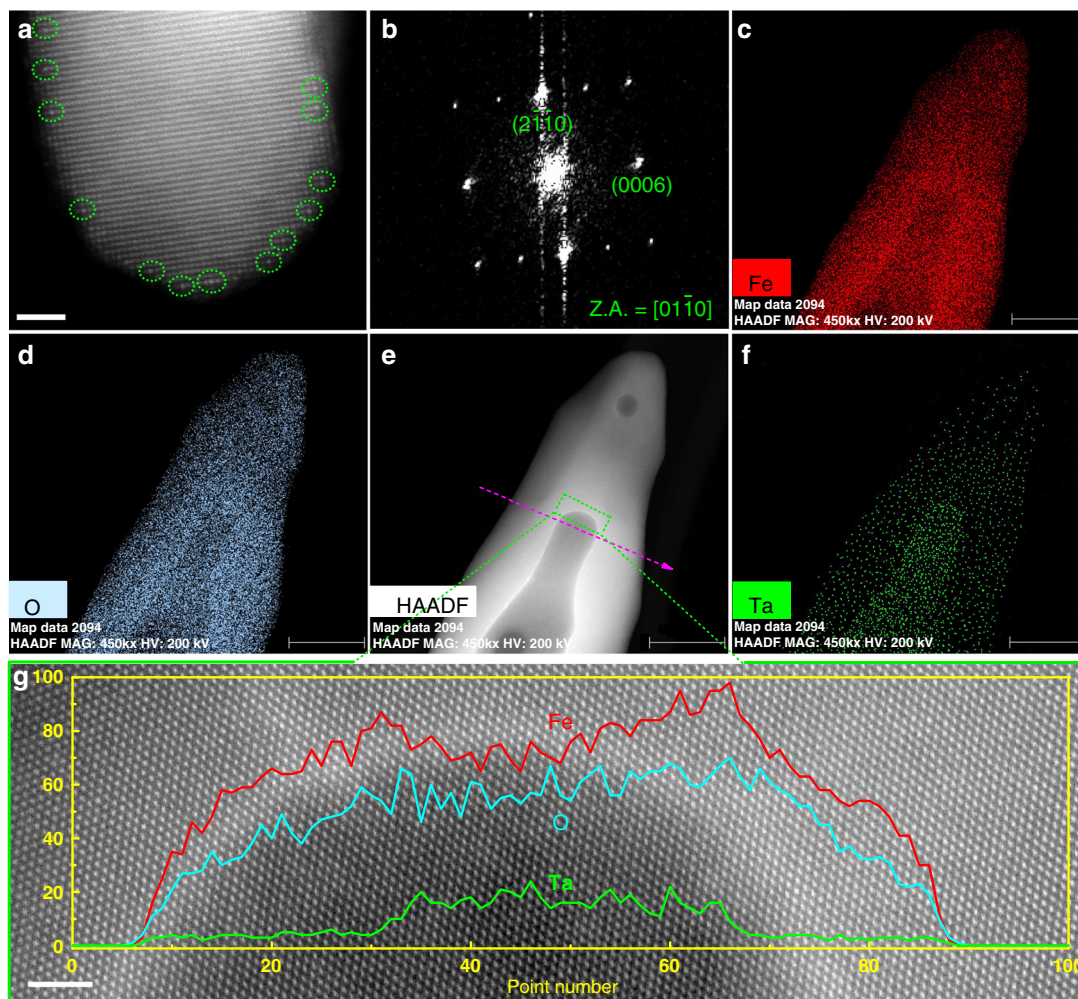 a
b
(2110)
(0006)
Z.A. = [0110]
c
Fe
Map data 2094
HAADF MAG: 450kx HV: 200 kV
d
O
Map data 2094
HAADF MAG: 450kx HV: 200 kV
e
HAADF
Map data 2094
HAADF MAG: 450kx HV: 200 kV
f
Ta
Map data 2094
HAADF MAG: 450kx HV: 200 kV
g
100
80
60
40
20
0
Fe
O
Ta
0 20 40 60 80 100
Point number